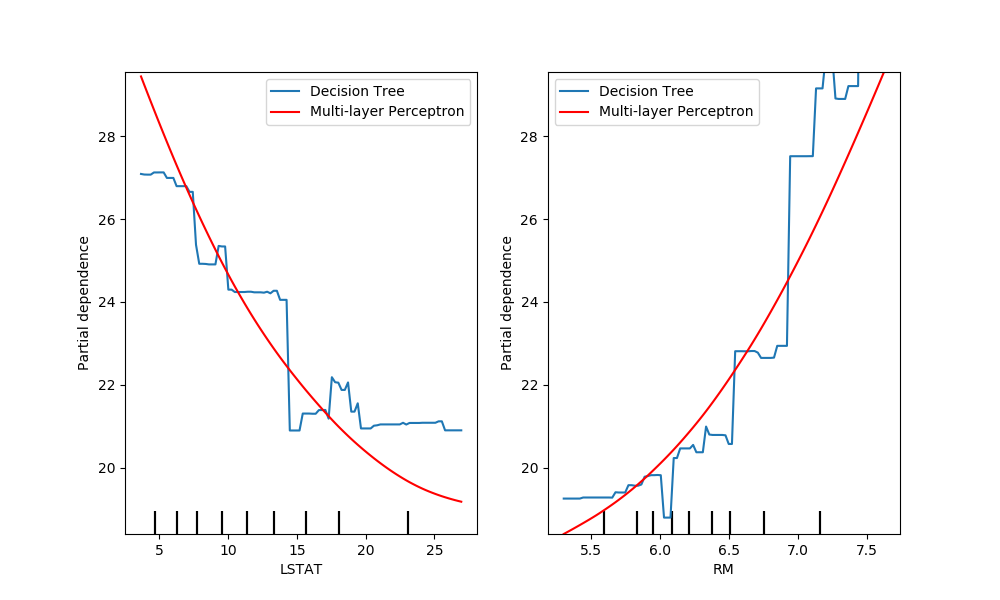 Decision Tree
Multi-layer Perceptron
Partial dependence
28
26
24
22
20
5
10
15
20
25
LSTAT
Decision Tree
Multi-layer Perceptron
Partial dependence
28
26
24
22
20
5.5
6.0
6.5
7.0
7.5
RM